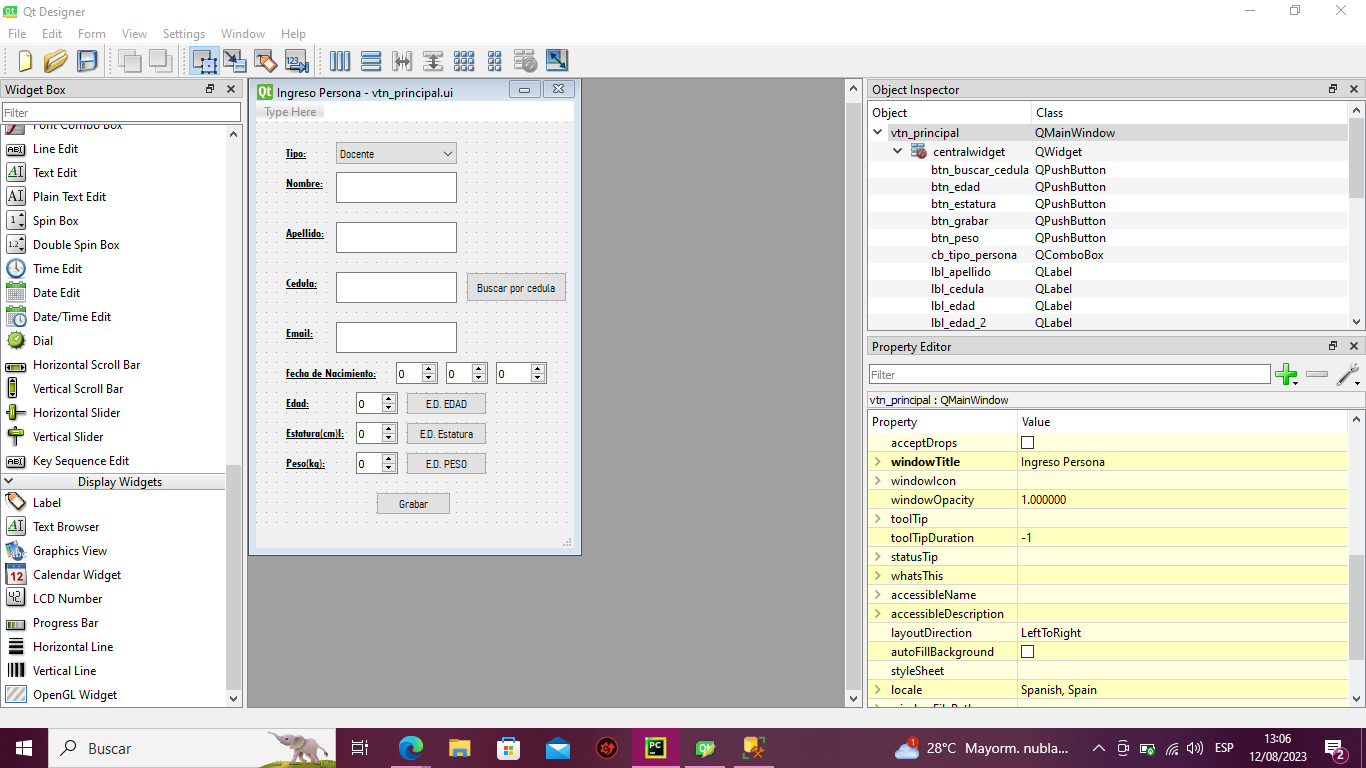 Qt Designer
File Edit Form View Settings Window Help
Widget Box
Filter
Font Combo Box
Line Edit
Text Edit
Plain Text Edit
Spin Box
Double Spin Box
Time Edit
Date Edit
Date/Time Edit
Dial
Horizontal Scroll Bar
Vertical Scroll Bar
Horizontal Slider
Vertical Slider
Key Sequence Edit
Display Widgets
Label
Text Browser
Graphics View
Calendar Widget
LCD Number
Progress Bar
Horizontal Line
Vertical Line
OpenGL Widget
Ingreso Persona - vtn_principal.ui
Type Here
Tipo: Docente
Nombre:
Apellido:
Cedula: Buscar por cedula
Email:
Fecha de Nacimiento: 0 0 0
Edad: 0 E.D. EDAD
Estatura(cm)l: 0 E.D. Estatura
Peso(kg): 0 E.D. PESO
Grabar
Object Inspector
Object Class
vtn_principal QMainWindow
centralwidget QWidget
btn_buscar_cedula QPushButton
btn_edad QPushButton
btn_estatura QPushButton
btn_grabar QPushButton
btn_peso QPushButton
cb_tipo_persona QComboBox
lbl_apellido QLabel
lbl_cedula QLabel
lbl_edad QLabel
lbl_edad_2 QLabel
Property Editor
Filter
vtn_principal : QMainWindow
Property Value
acceptDrops
windowTitle Ingreso Persona
windowIcon
windowOpacity 1.000000
toolTip
toolTipDuration -1
statusTip
whatsThis
accessibleName
accessibleDescription
layoutDirection LeftToRight
autoFillBackground
styleSheet
locale Spanish, Spain
Buscar
28°C Mayorm. nubla...
ESP
13:06
12/08/2023
2